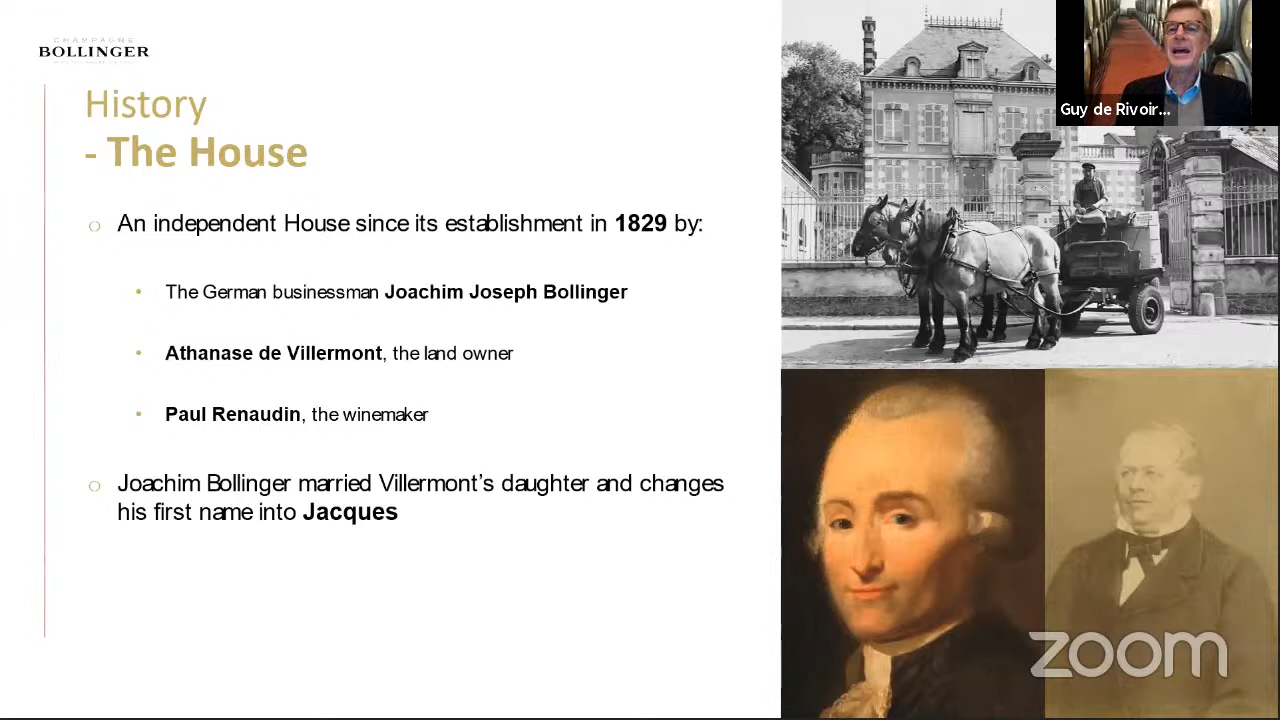 CHAMPAGNE
BOLLINGER
History
- The House
An independent House since its establishment in 1829 by:
The German businessman Joachim Joseph Bollinger
Athanase de Villermont, the land owner
Paul Renaudin, the winemaker
Joachim Bollinger married Villermont’s daughter and changes
his first name into Jacques
Guy de Rivoir...
zoom